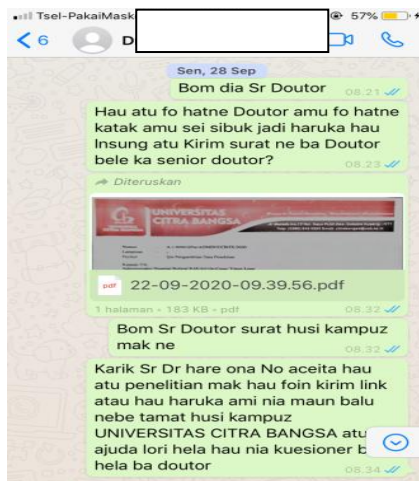 Tsel-PakaiMask
57%
6
D
Sen, 28 Sep
Bom dia Sr Doutor
08.21
Hau atu fo hatne Doutor amu fo hatne
katak amu sei sibuk jadi haruka hau
Insung atu Kirim surat ne ba Doutor
bele ka senior doutor?
08.23
Diteruskan
UNIVERSITAS
CITRA BANGSA
pdf
22-09-2020-09.39.56.pdf
1 halaman • 183 KB • pdf
08.32
Bom Sr Doutor surat husi kampuz
mak ne
08.32
Karik Sr Dr hare ona No aceita hau
atu penelitian mak hau foin kirim link
atau hau haruka ami nia maun balu
nebe tamat husi kampuz
UNIVERSITAS CITRA BANGSA atu
ajuda lori hela hau nia kuesioner b
hela ba doutor
08.34